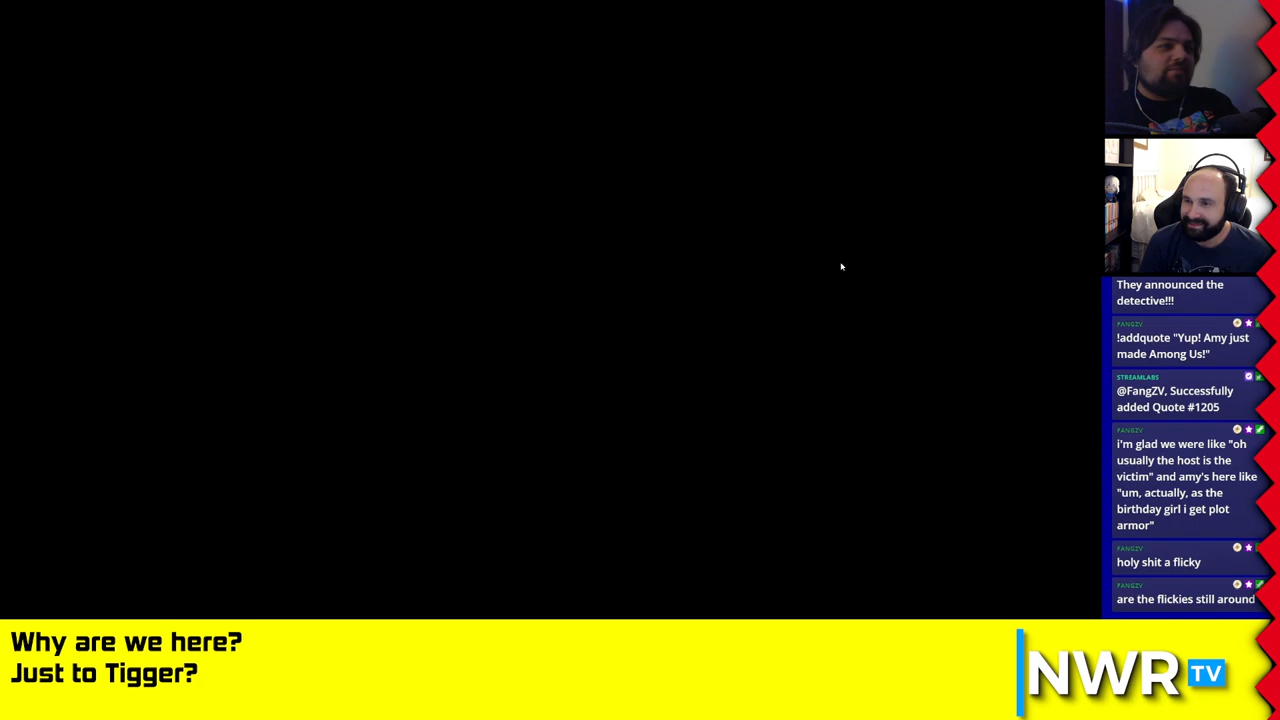 They announced the
detective!!!
FANGZV
!addquote "Yup! Amy just
made Among Us!"
STREAMLABS
@FangZV, Successfully
added Quote #1205
FANGZV
i'm glad we were like "oh
usually the host is the
victim" and amy's here like
"um, actually, as the
birthday girl i get plot
armor"
FANGZV
holy shit a flicky
FANGZV
are the flickies still around
Why are we here?
Just to Tigger?
NWR TV